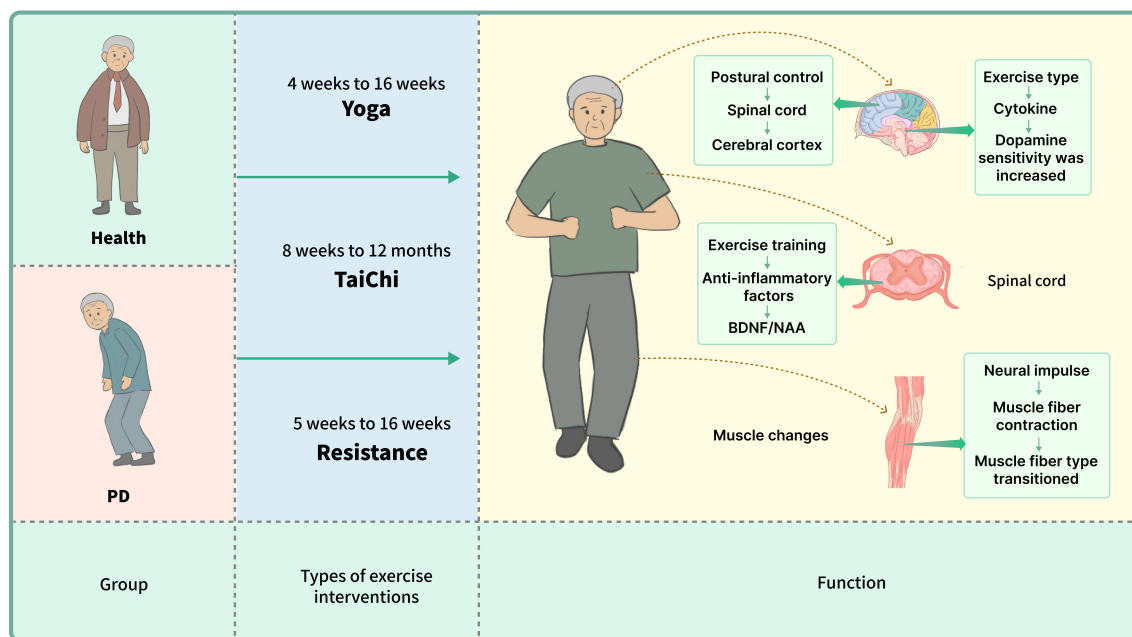 Health
PD
4 weeks to 16 weeks
Yoga
8 weeks to 12 months
TaiChi
5 weeks to 16 weeks
Resistance
Postural control
Spinal cord
Cerebral cortex
Exercise type
Cytokine
Dopamine
sensitivity was
increased
Exercise training
Anti-inflammatory
factors
BDNF/NAA
Spinal cord
Muscle changes
Neural impulse
Muscle fiber
contraction
Muscle fiber type
transitioned
Group
Types of exercise
interventions
Function